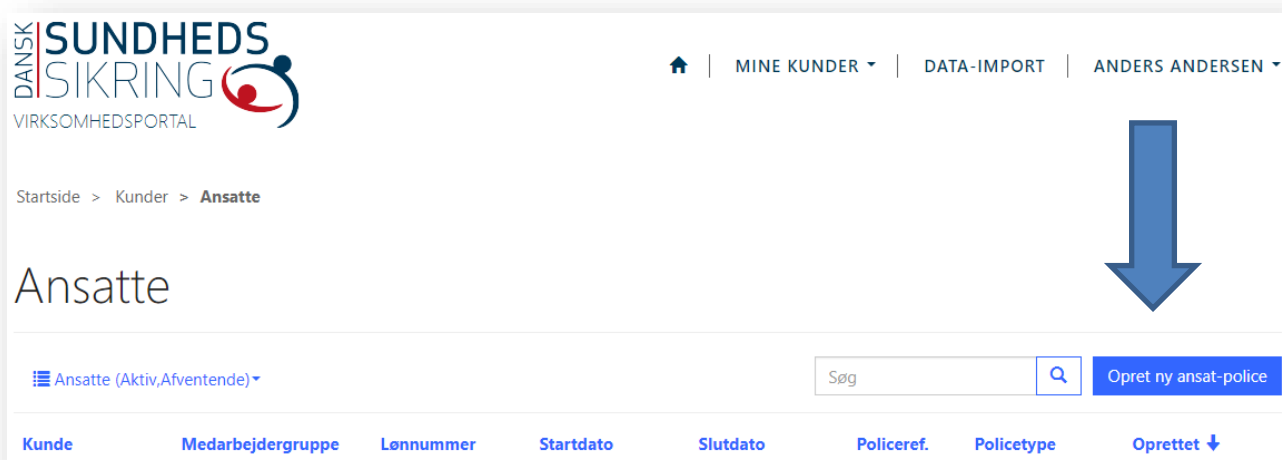 DANSK
SUNDHEDS
SIKRING
VIRKSOMHEDSPORTAL
MINE KUNDER | DATA-IMPORT | ANDERS ANDERSEN
Startside > Kunder > Ansatte
Ansatte
Ansatte (Aktiv,Afventende) Søg Opret ny ansat-police
Kunde Medarbejdergruppe Lønnummer Startdato Slutdato Policeref. Policetype Oprettet